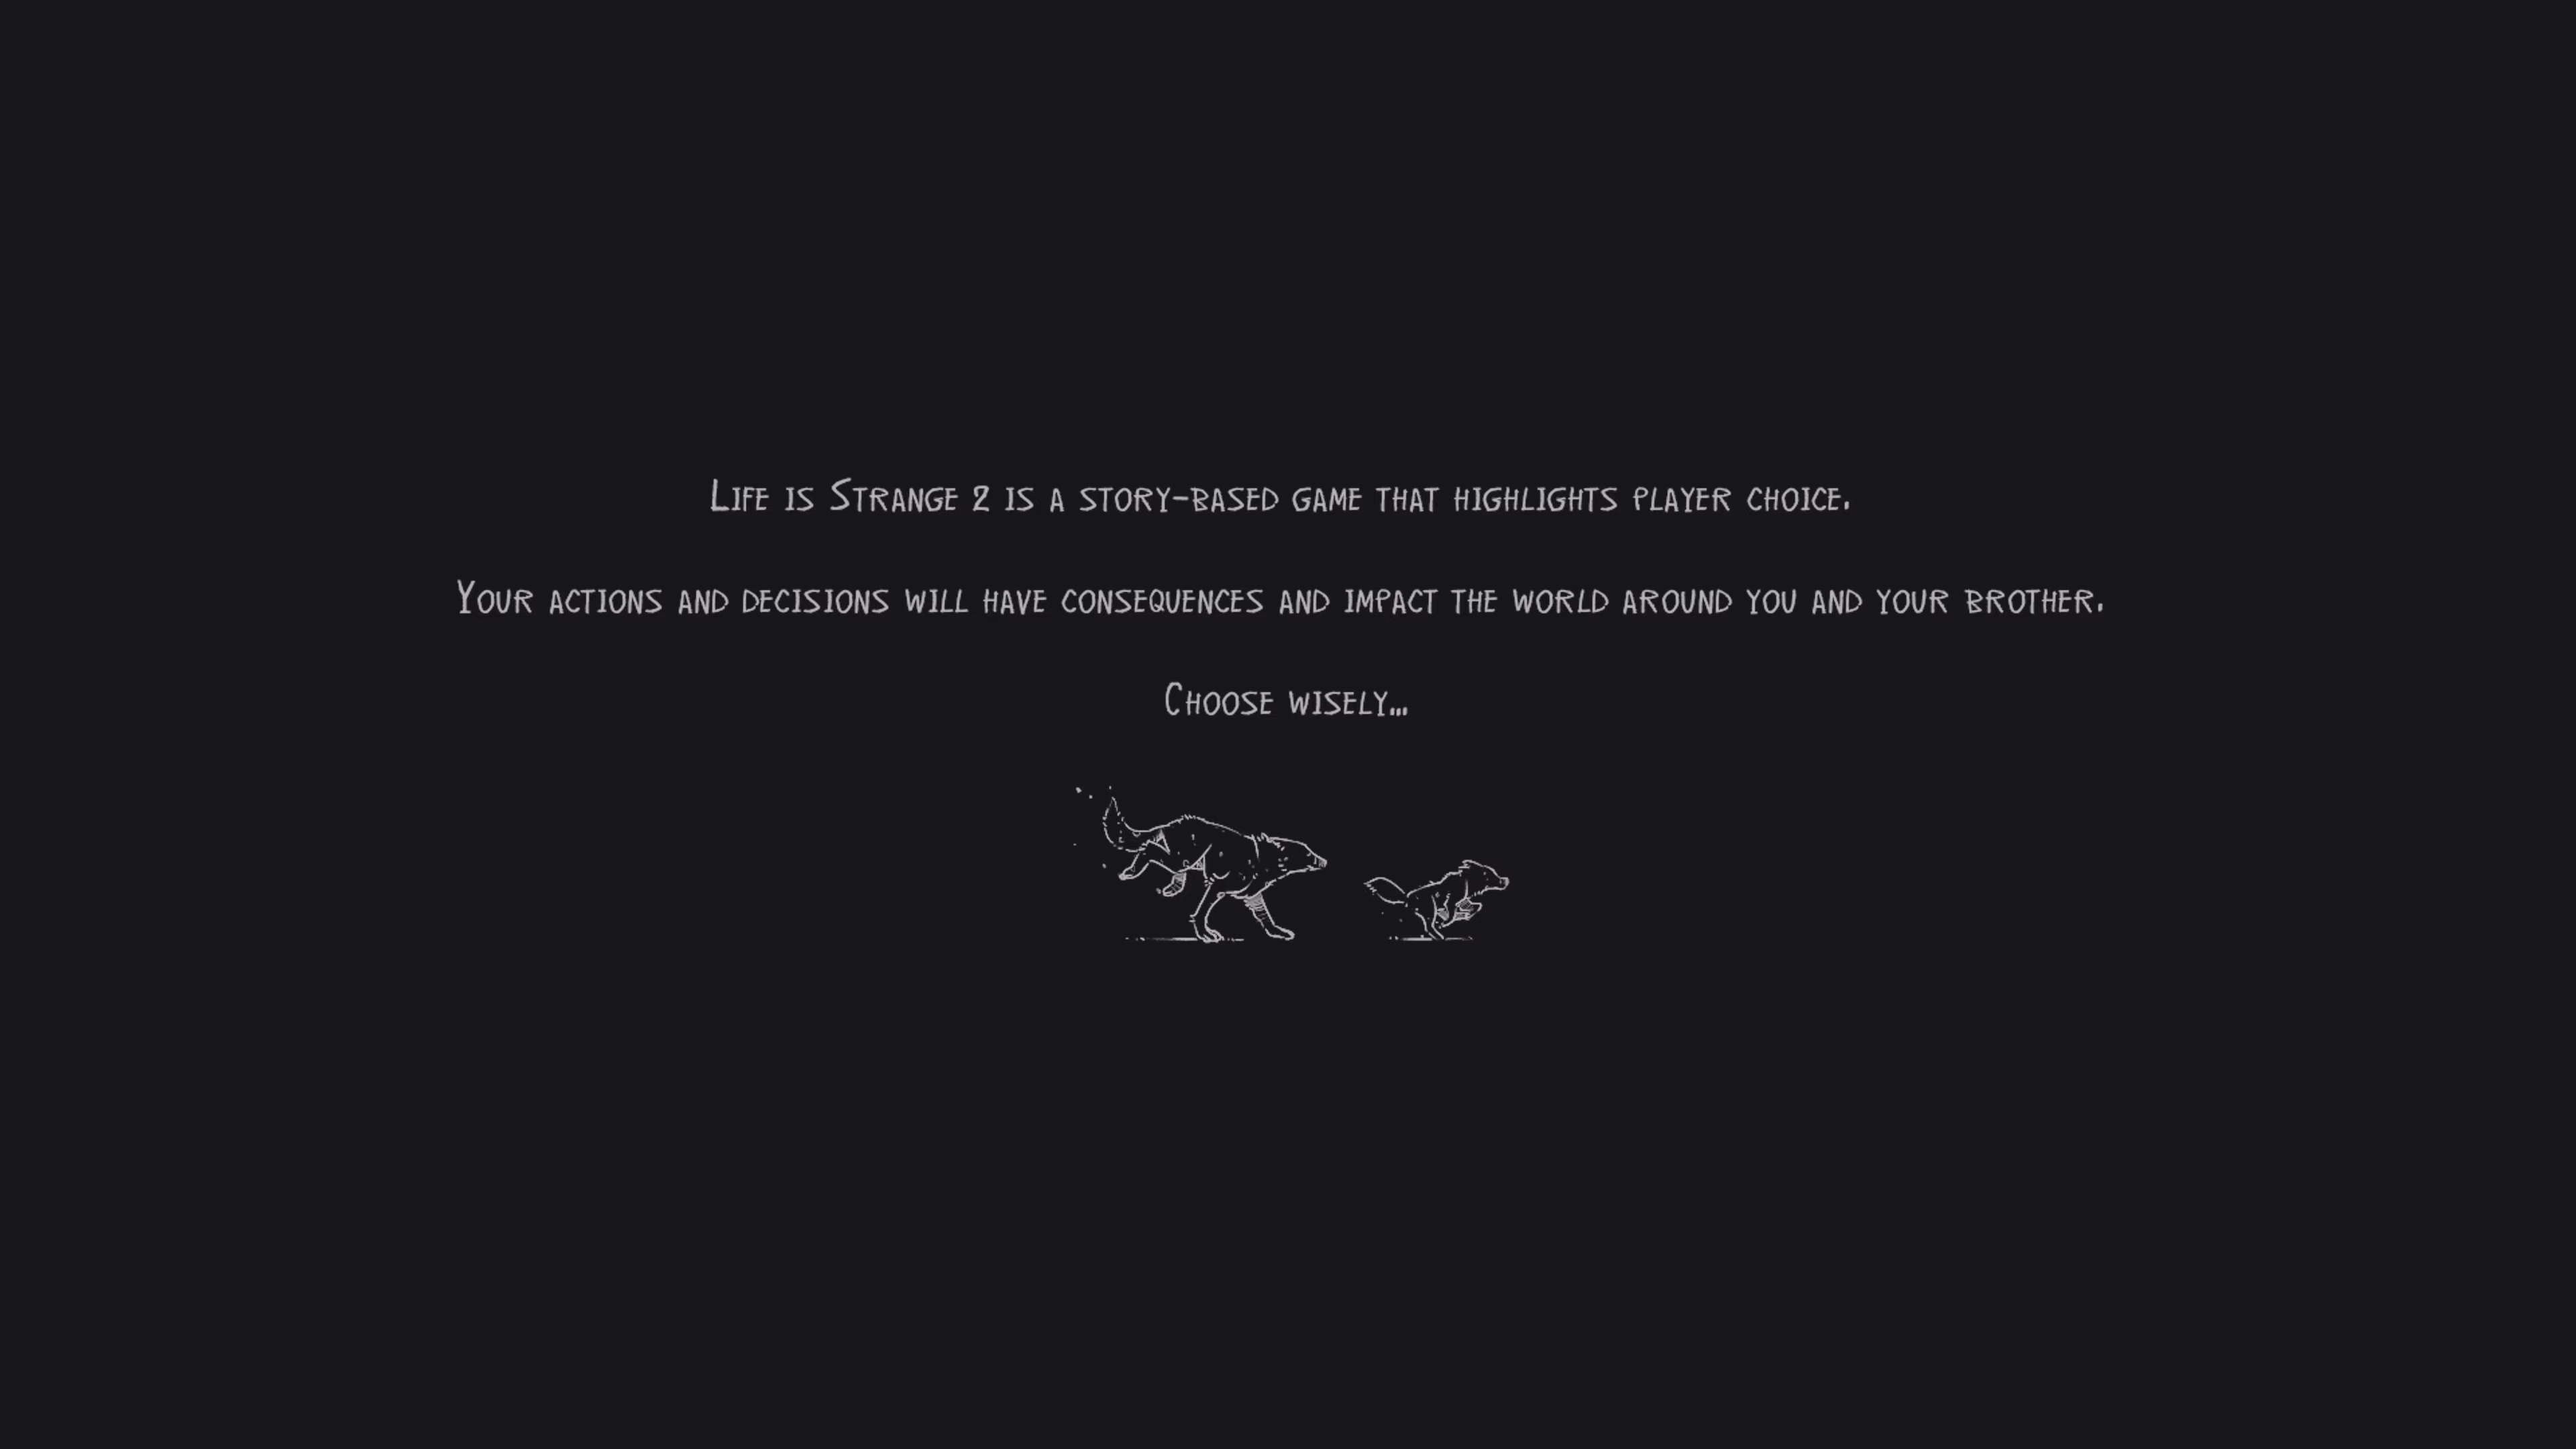 Life is Strange 2 is a story-based game that highlights player choice.
Your actions and decisions will have consequences and impact the world around you and your brother.
Choose wisely...